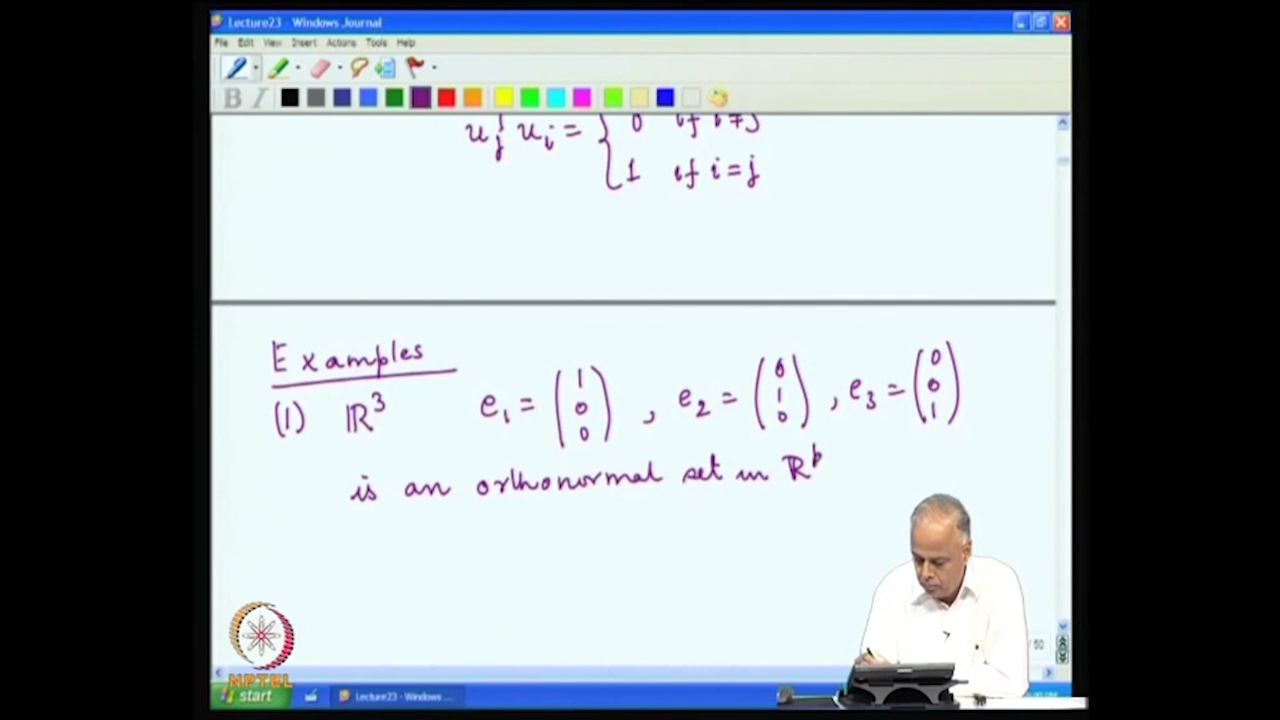 Lecture23 - Windows Journal
File Edit View Insert Actions Tools Help
B I
u_j^T u_i = { 0 if i ≠ j
1 if i = j
Examples
(1) ℝ³ e₁ = (1 0 0), e₂ = (0 1 0), e₃ = (0 0 1)
is an orthonormal set in ℝᵏ
/ 50
NPTEL
start Lecture23 - Windows ...